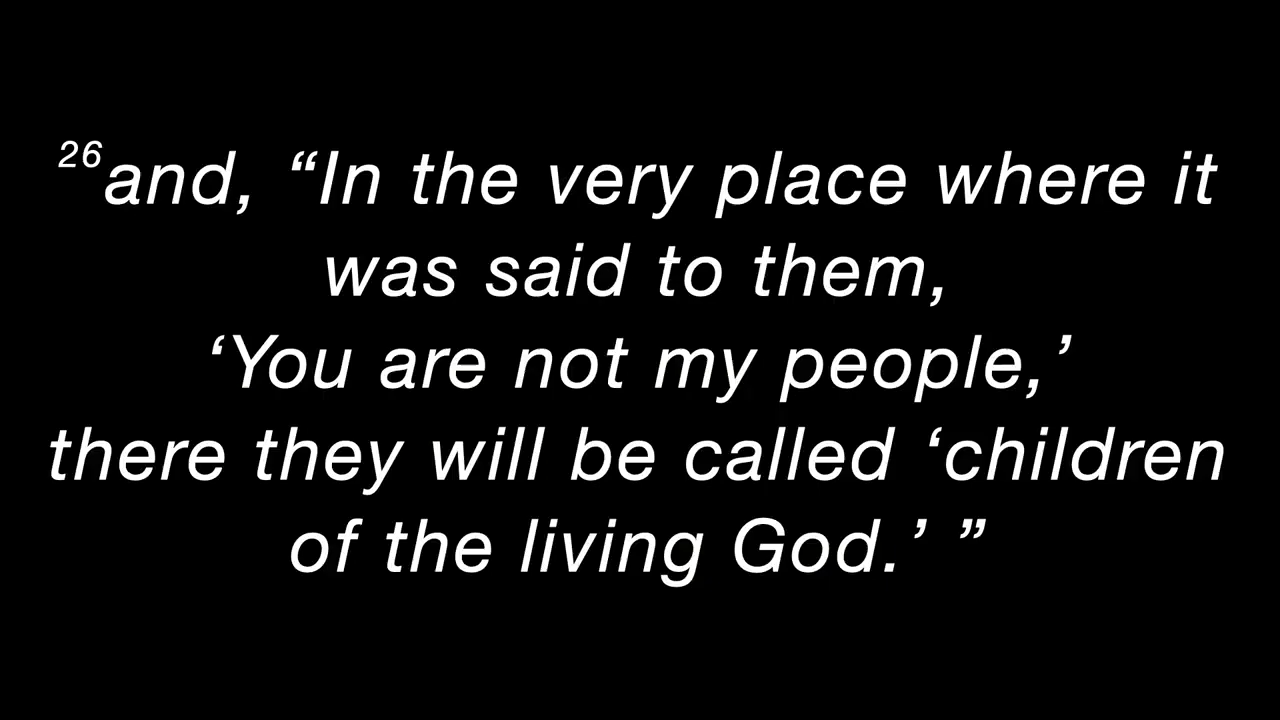 26and, “In the very place where it
was said to them,
‘You are not my people,’
there they will be called ‘children
of the living God.’ ”